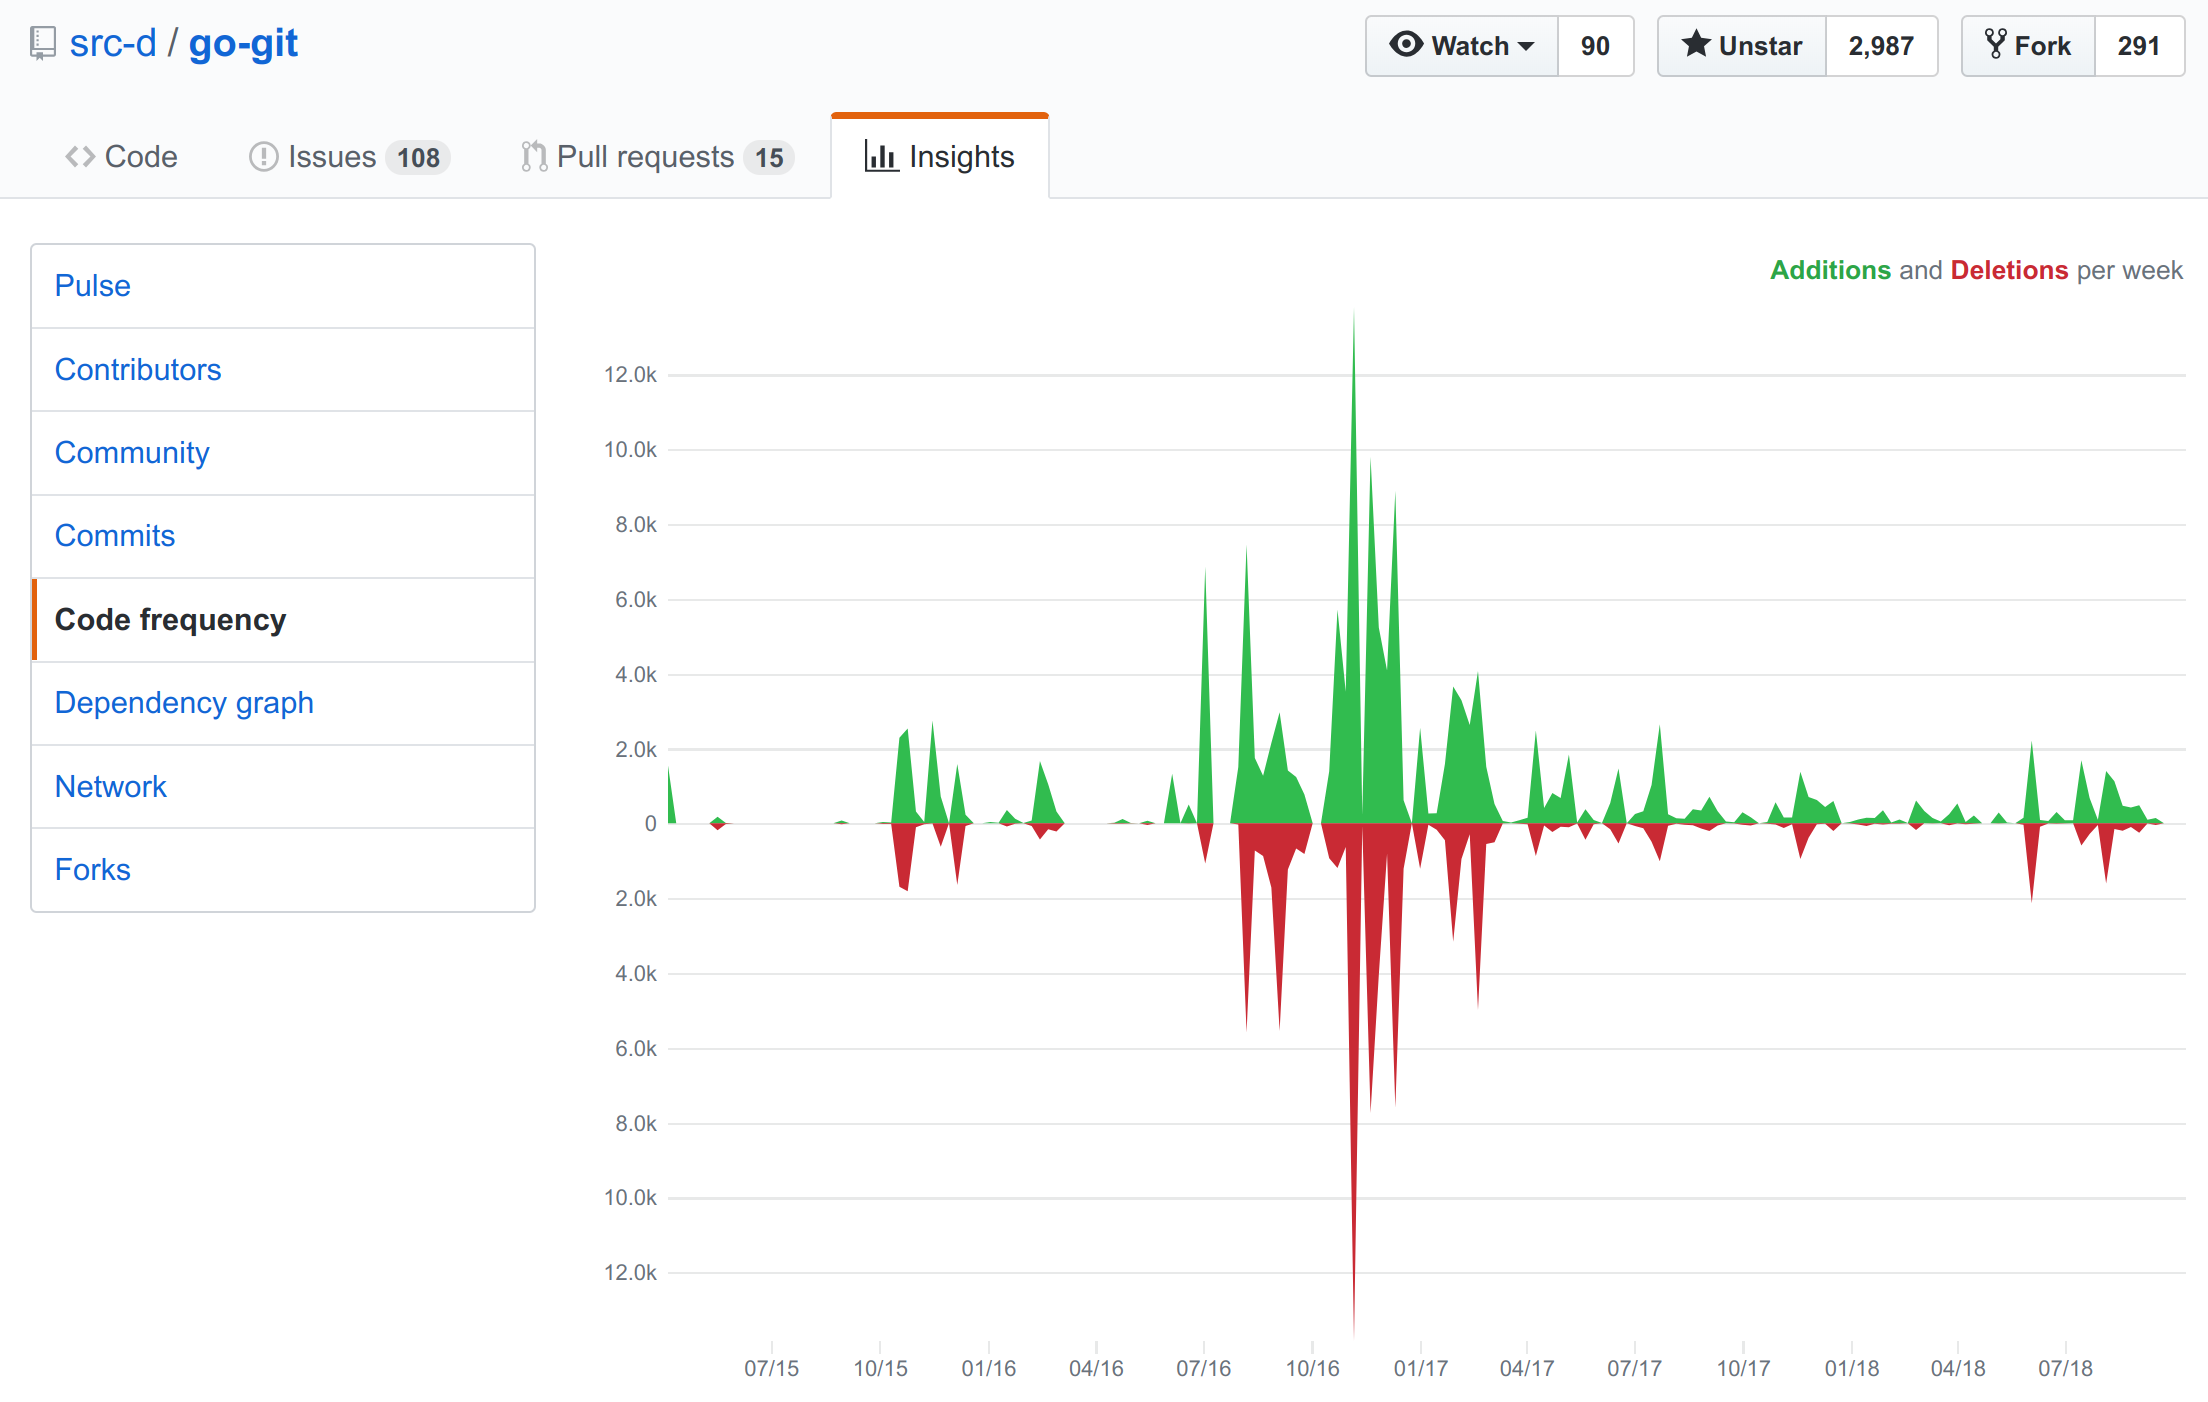 src-d / go-git
Watch 90
Unstar 2,987
Fork 291
Code
Issues 108
Pull requests 15
Insights
Pulse
Contributors
Community
Commits
Code frequency
Dependency graph
Network
Forks
Additions and Deletions per week
12.0k
10.0k
8.0k
6.0k
4.0k
2.0k
0
2.0k
4.0k
6.0k
8.0k
10.0k
12.0k
07/15 10/15 01/16 04/16 07/16 10/16 01/17 04/17 07/17 10/17 01/18 04/18 07/18